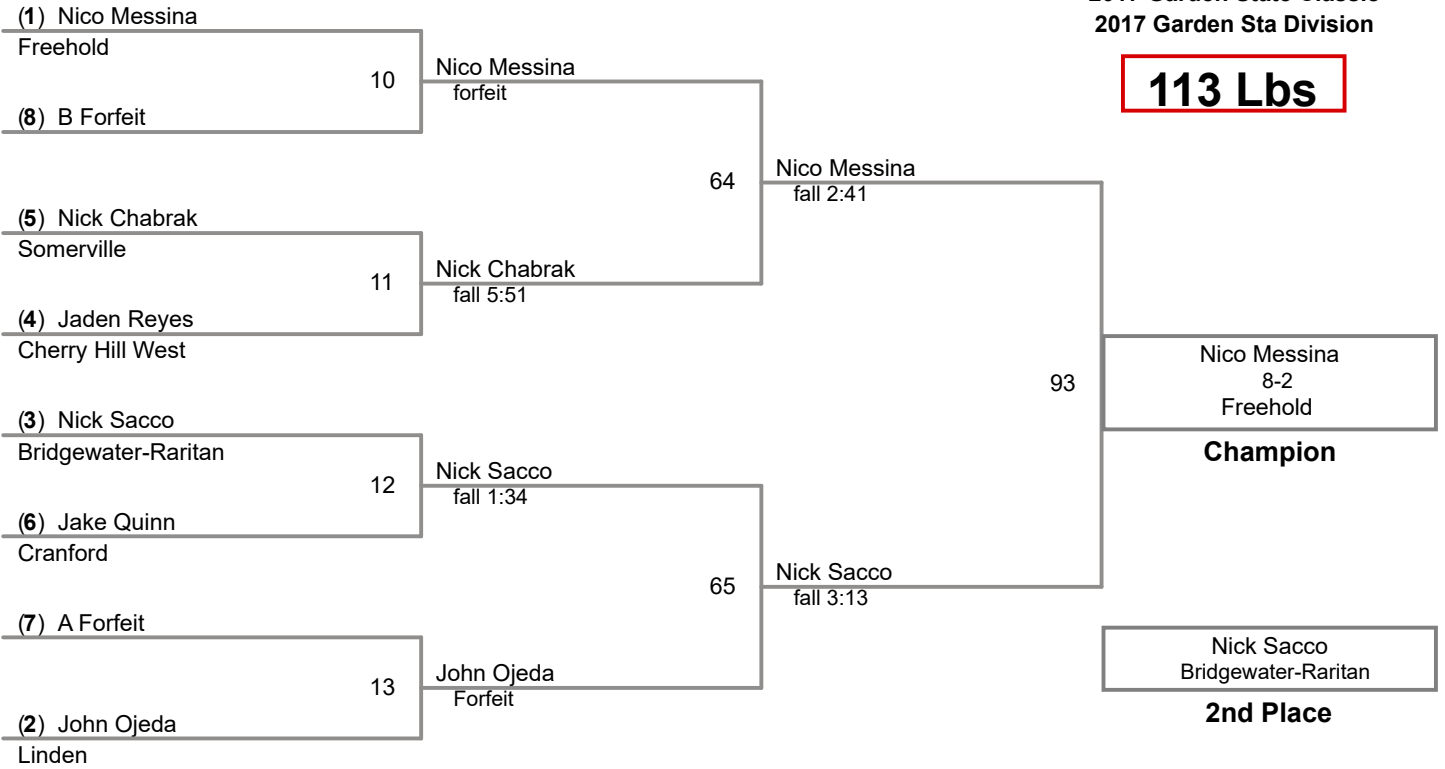 2017 Garden State Classic
2017 Garden Sta Division
113 Lbs
(1) Nico Messina
Freehold
10
(8) B Forfeit
Nico Messina
forfeit
64
(5) Nick Chabrak
Somerville
11
(4) Jaden Reyes
Cherry Hill West
Nick Chabrak
fall 5:51
Nico Messina
fall 2:41
93
(3) Nick Sacco
Bridgewater-Raritan
12
(6) Jake Quinn
Cranford
Nick Sacco
fall 1:34
65
(7) A Forfeit
13
(2) John Ojeda
Linden
John Ojeda
Forfeit
Nick Sacco
fall 3:13
Nico Messina
8-2
Freehold
Champion
Nick Sacco
Bridgewater-Raritan
2nd Place